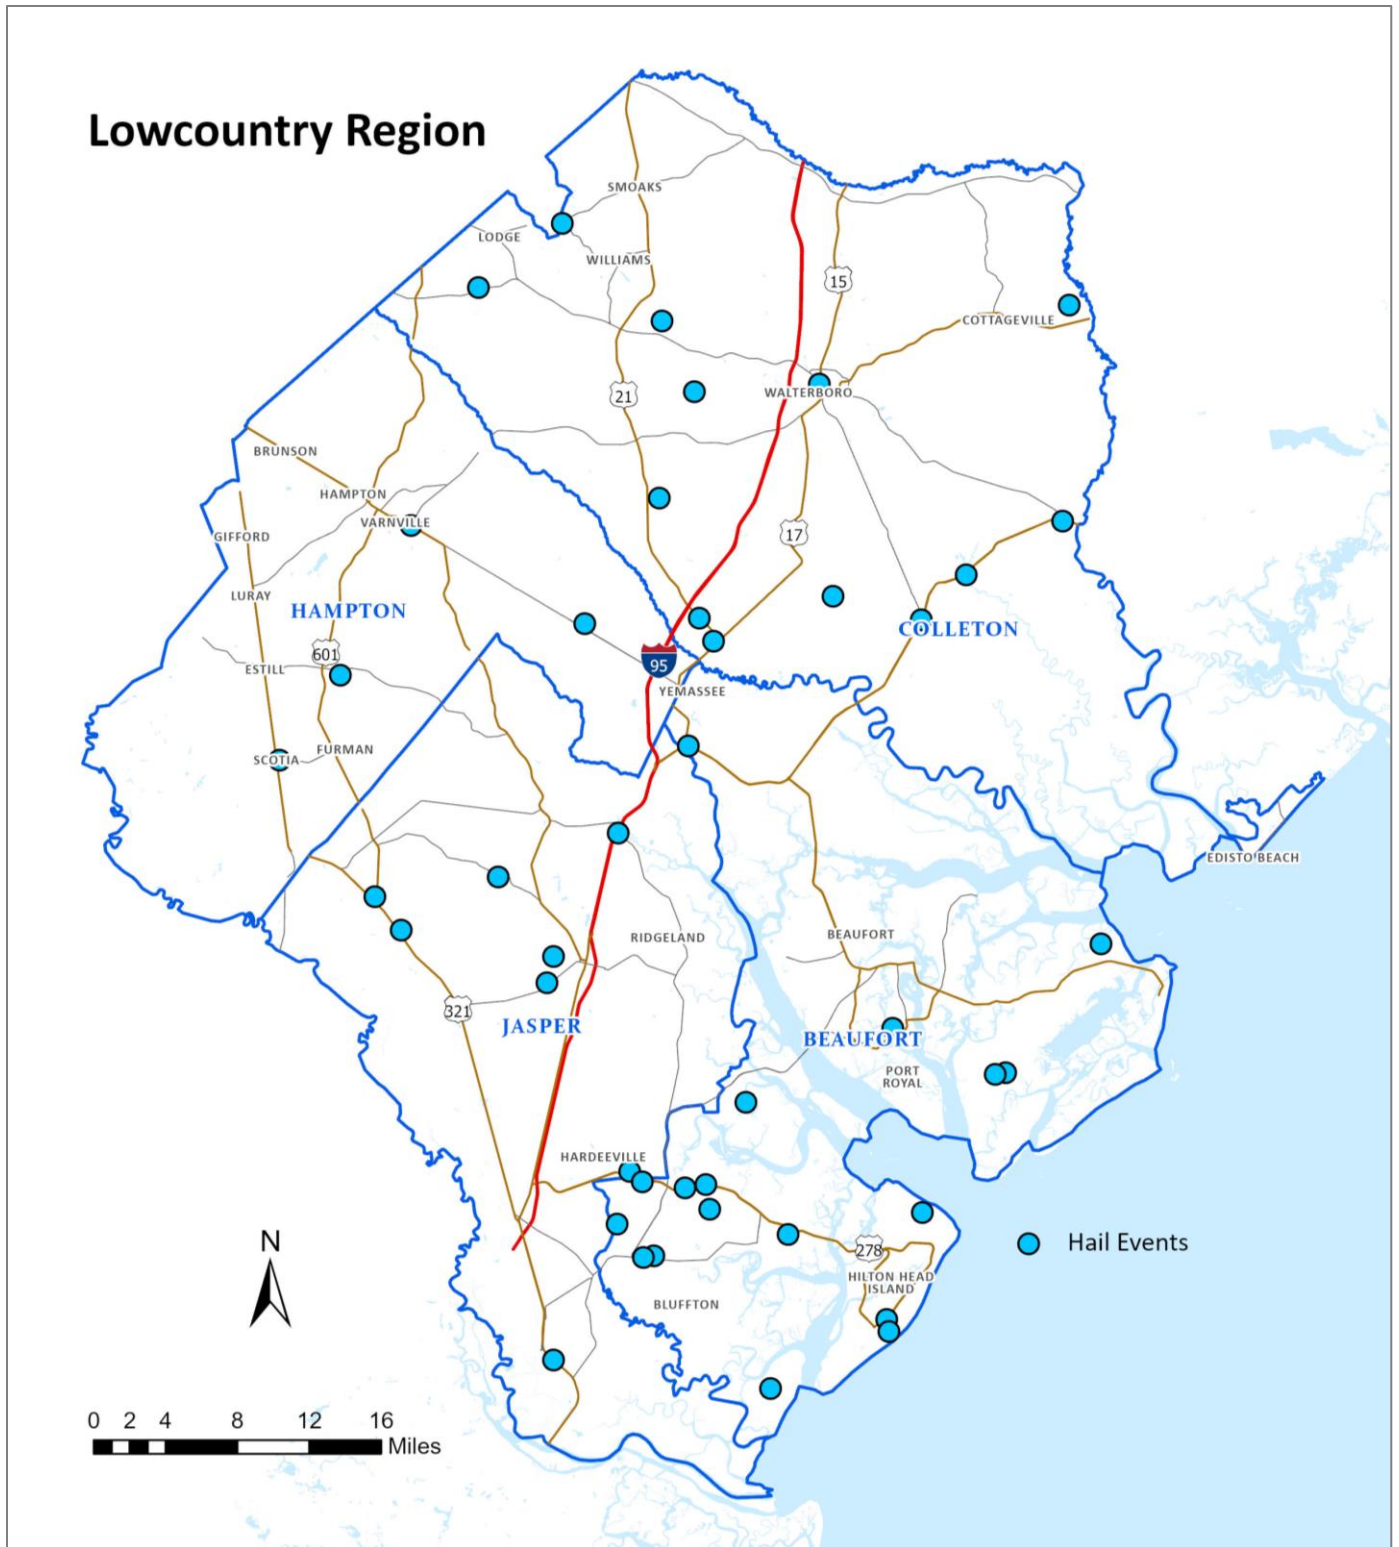 Lowcountry Region
SMOAKS
LODGE
WILLIAMS
15
COTTAGEVILLE
21
WALTERBORO
BRUNSON
HAMPTON
VARNVILLE
17
GIFFORD
LURAY
HAMPTON
COLLETON
601
95
ESTILL
YEMASSEE
FURMAN
SCOTIA
EDISTO BEACH
RIDGELAND
BEAUFORT
321
JASPER
BEAUFORT
PORT
ROYAL
HARDEEVILLE
N
278
Hail Events
HILTON HEAD
ISLAND
BLUFFTON
0 2 4 8 12 16
Miles